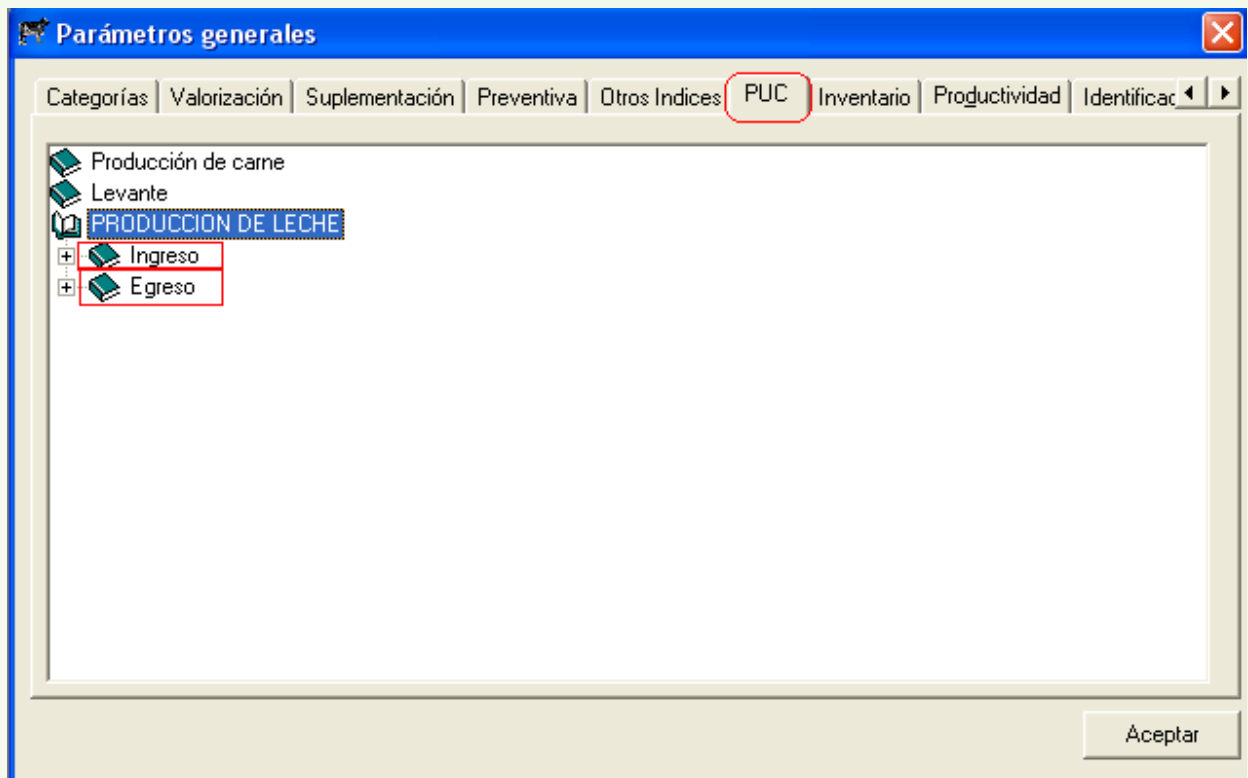 Parámetros generales
Categorías Valorización Suplementación Preventiva Otros Indices PUC Inventario Productividad Identificac
Producción de carne
Levante
PRODUCCION DE LECHE
Ingreso
Egreso
Aceptar